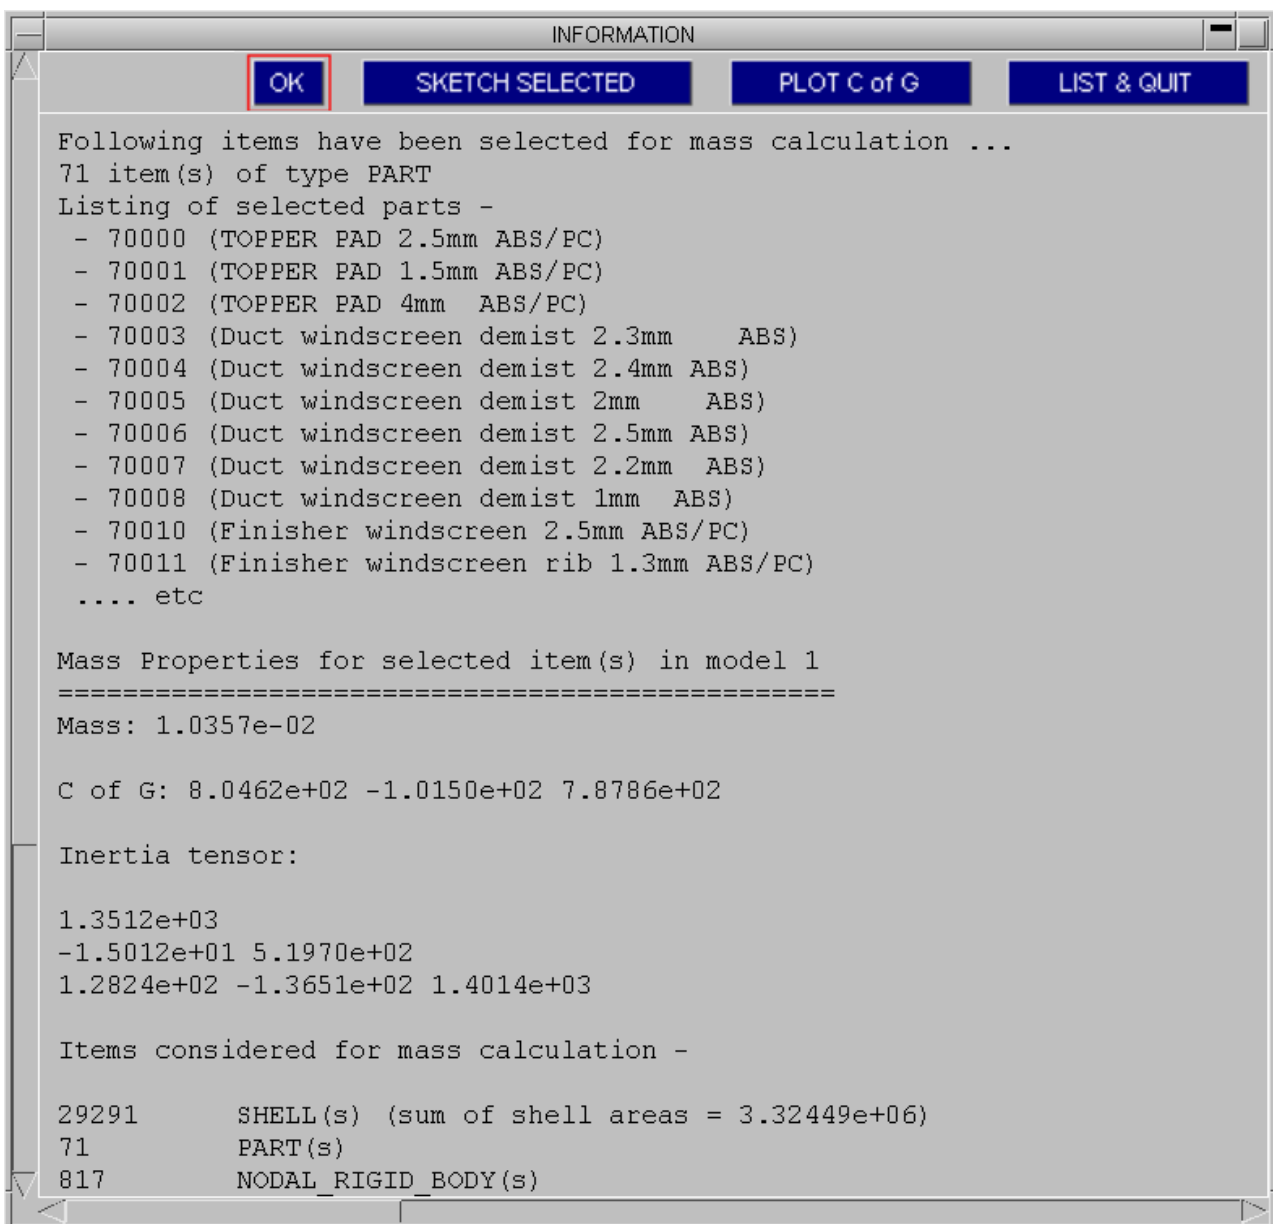 INFORMATION
OK SKETCH SELECTED PLOT C of G LIST & QUIT
Following items have been selected for mass calculation ...
71 item(s) of type PART
Listing of selected parts -
- 70000 (TOPPER PAD 2.5mm ABS/PC)
- 70001 (TOPPER PAD 1.5mm ABS/PC)
- 70002 (TOPPER PAD 4mm  ABS/PC)
- 70003 (Duct windscreen demist 2.3mm    ABS)
- 70004 (Duct windscreen demist 2.4mm ABS)
- 70005 (Duct windscreen demist 2mm    ABS)
- 70006 (Duct windscreen demist 2.5mm ABS)
- 70007 (Duct windscreen demist 2.2mm  ABS)
- 70008 (Duct windscreen demist 1mm  ABS)
- 70010 (Finisher windscreen 2.5mm ABS/PC)
- 70011 (Finisher windscreen rib 1.3mm ABS/PC)
.... etc
Mass Properties for selected item(s) in model 1
================================================
Mass: 1.0357e-02
C of G: 8.0462e+02 -1.0150e+02 7.8786e+02
Inertia tensor:
1.3512e+03
-1.5012e+01 5.1970e+02
1.2824e+02 -1.3651e+02 1.4014e+03
Items considered for mass calculation -
29291 SHELL(s) (sum of shell areas = 3.32449e+06)
71 PART(s)
817 NODAL_RIGID_BODY(s)